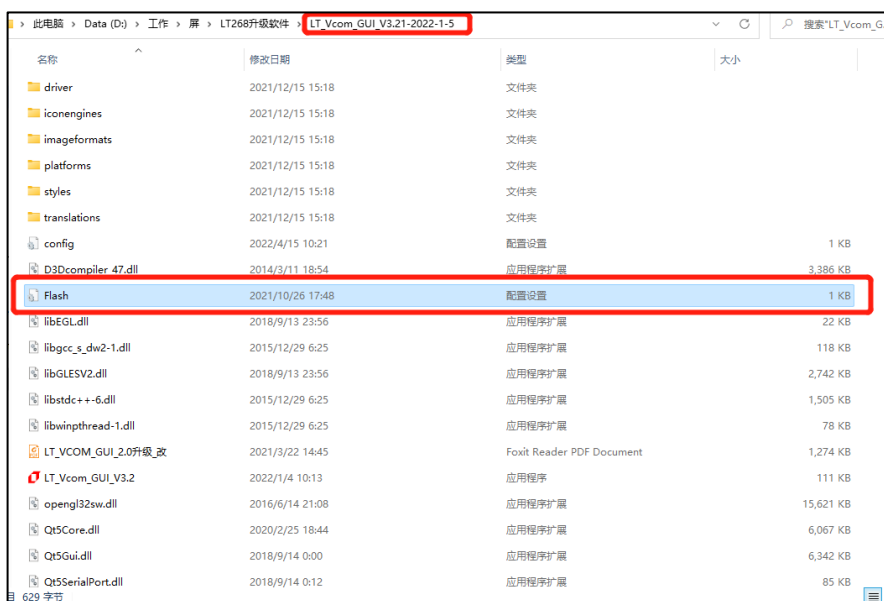 › 此电脑 › Data (D:) › 工作 › 屏 › LT268升级软件 › LT_Vcom_GUI_V3.21-2022-1-5 搜索"LT_Vcom_G
名称 修改日期 类型 大小
driver 2021/12/15 15:18 文件夹
iconengines 2021/12/15 15:18 文件夹
imageformats 2021/12/15 15:18 文件夹
platforms 2021/12/15 15:18 文件夹
styles 2021/12/15 15:18 文件夹
translations 2021/12/15 15:18 文件夹
config 2022/4/15 10:21 配置设置 1 KB
D3Dcompiler_47.dll 2014/3/11 18:54 应用程序扩展 3,386 KB
Flash 2021/10/26 17:48 配置设置 1 KB
libEGL.dll 2018/9/13 23:56 应用程序扩展 22 KB
libgcc_s_dw2-1.dll 2015/12/29 6:25 应用程序扩展 118 KB
libGLESV2.dll 2018/9/13 23:56 应用程序扩展 2,742 KB
libstdc++-6.dll 2015/12/29 6:25 应用程序扩展 1,505 KB
libwinpthread-1.dll 2015/12/29 6:25 应用程序扩展 78 KB
LT_VCOM_GUI_2.0升级_改 2021/3/22 14:45 Foxit Reader PDF Document 1,274 KB
LT_Vcom_GUI_V3.2 2022/1/4 10:13 应用程序 111 KB
opengl32sw.dll 2016/6/14 21:08 应用程序扩展 15,621 KB
Qt5Core.dll 2020/2/25 18:44 应用程序扩展 6,067 KB
Qt5Gui.dll 2018/9/14 0:00 应用程序扩展 6,342 KB
Qt5SerialPort.dll 2018/9/14 0:12 应用程序扩展 85 KB
629 字节